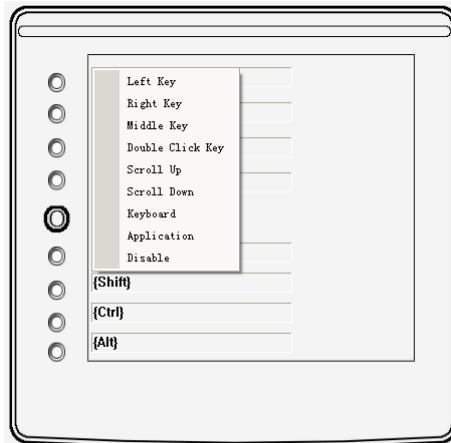 Left Key
Right Key
Middle Key
Double Click Key
Scroll Up
Scroll Down
Keyboard
Application
Disable
{Shift}
{Ctrl}
{Alt}